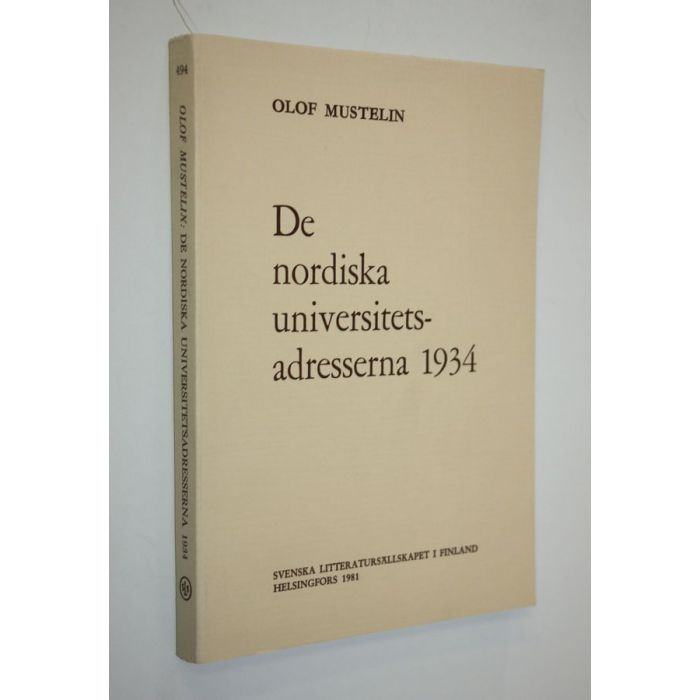 494
OLOF MUSTELIN: DE NORDISKA UNIVERSITETSADRESSERNA 1934
OLOF MUSTELIN
De
nordiska
universitets-
adresserna 1934
SVENSKA LITTERATURSÄLLSKAPET I FINLAND
HELSINGFORS 1981